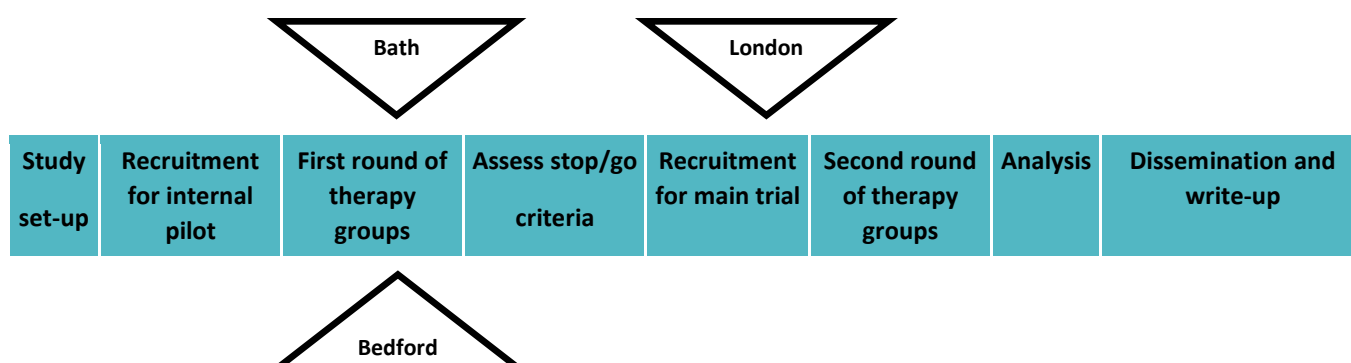 Bath
London
Study
set-up
Recruitment
for internal
pilot
First round of
therapy
groups
Assess stop/go
criteria
Recruitment
for main trial
Second round
of therapy
groups
Analysis
Dissemination and
write-up
Bedford